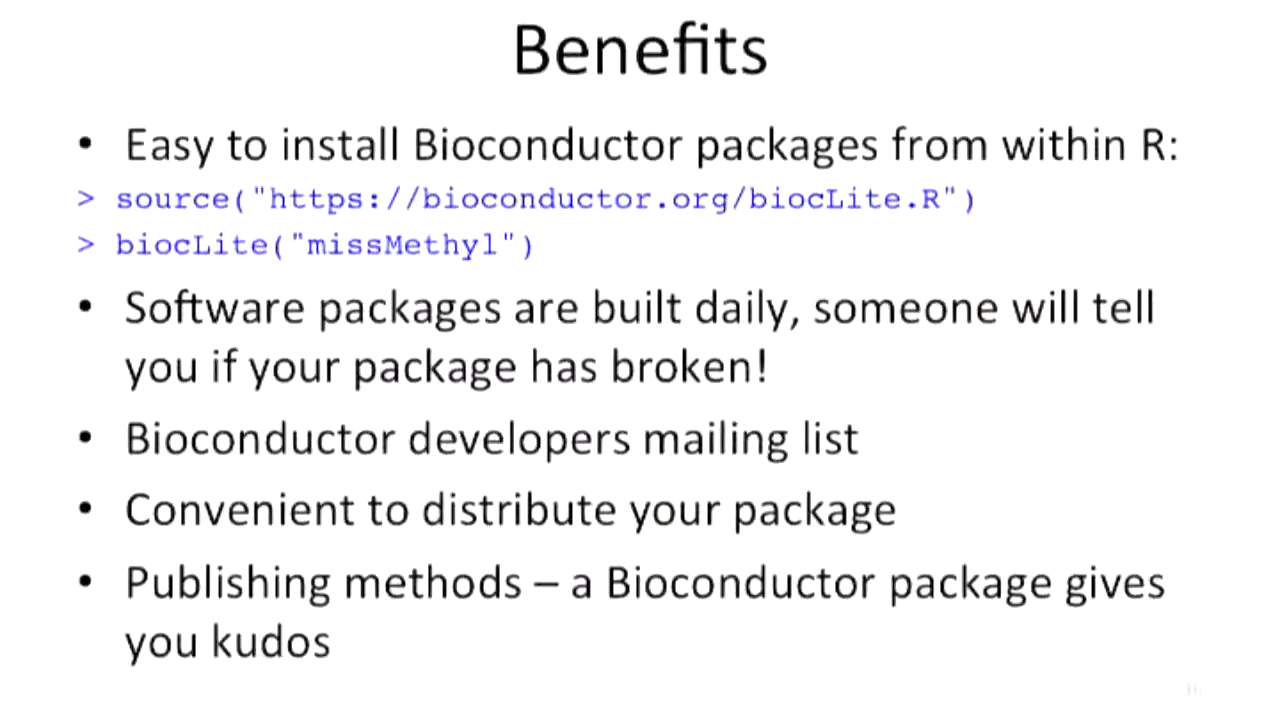 Benefits
• Easy to install Bioconductor packages from within R:
> source("https://bioconductor.org/biocLite.R")
> biocLite("missMethyl")
• Software packages are built daily, someone will tell
you if your package has broken!
• Bioconductor developers mailing list
• Convenient to distribute your package
• Publishing methods – a Bioconductor package gives
you kudos